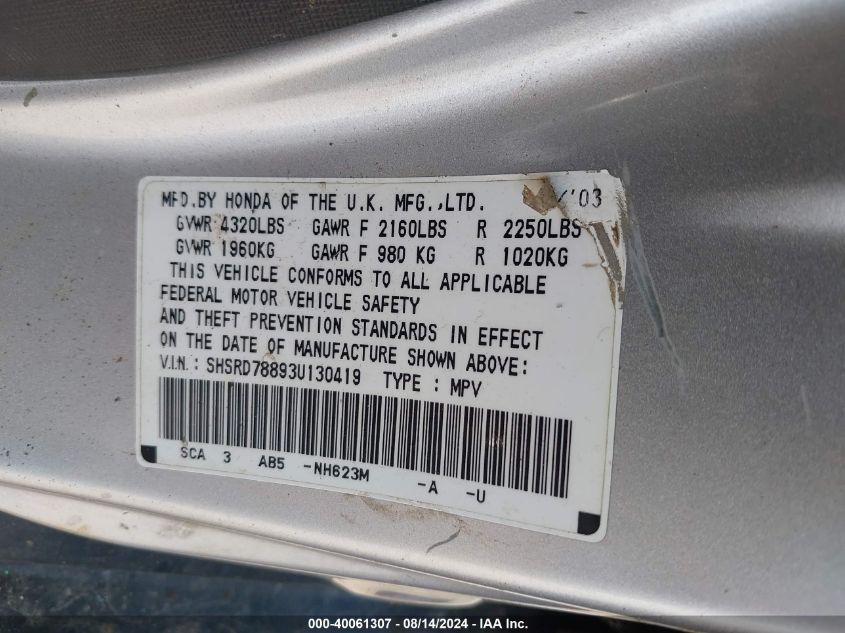 MFD.BY HONDA OF THE U.K. MFG.,LTD. /'03
GVWR 4320LBS GAWR F 2160LBS R 2250LBS
GVWR 1960KG GAWR F 980 KG R 1020KG
THIS VEHICLE CONFORMS TO ALL APPLICABLE
FEDERAL MOTOR VEHICLE SAFETY
AND THEFT PREVENTION STANDARDS IN EFFECT
ON THE DATE OF MANUFACTURE SHOWN ABOVE:
V.I.N.: SHSRD78893U130419 TYPE : MPV
SCA 3 AB5 -NH623M -A -U
000-40061307 - 08/14/2024 - IAA Inc.